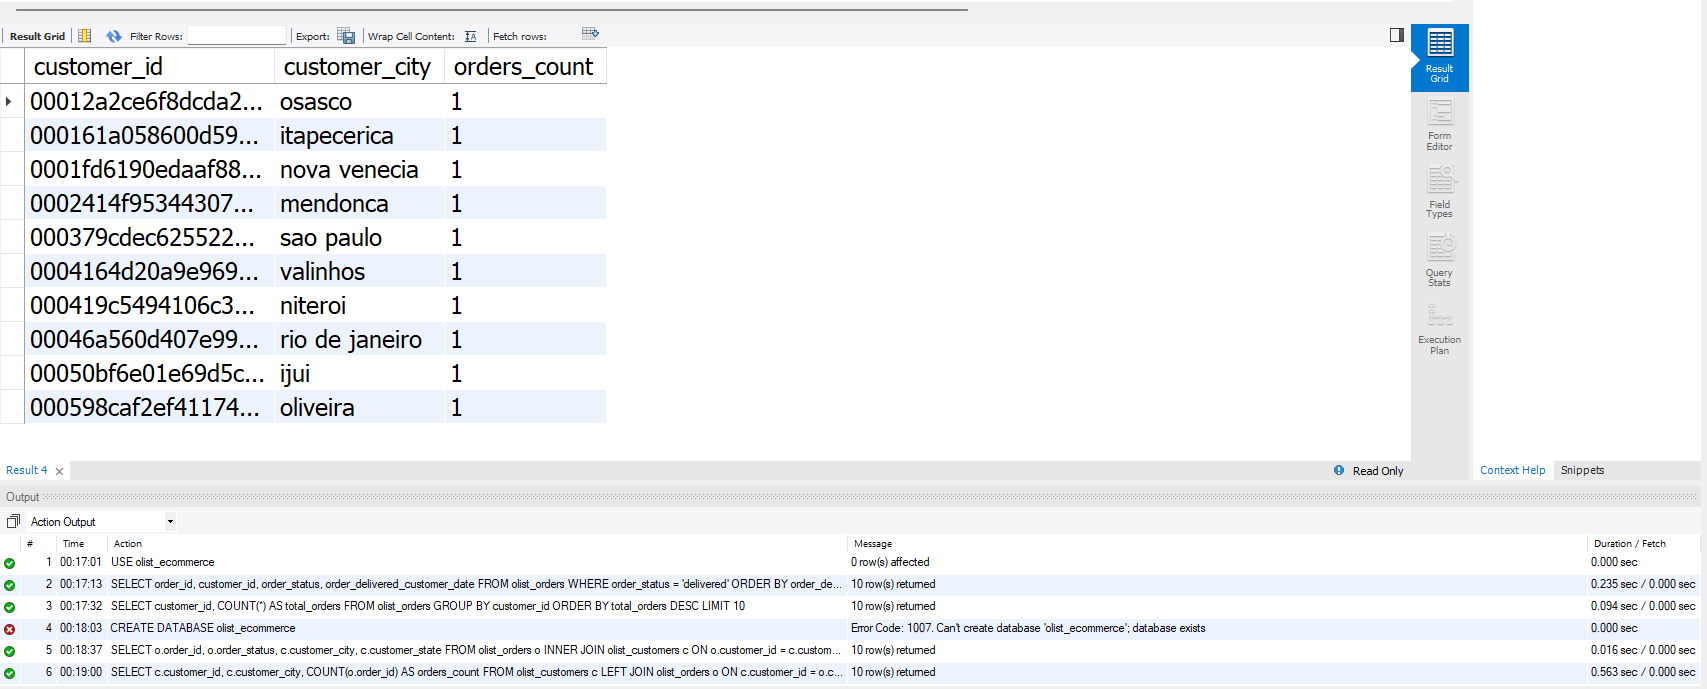 Result Grid Filter Rows: Export: Wrap Cell Content: IA Fetch rows:
customer_id customer_city orders_count
00012a2ce6f8dcda2... osasco 1
000161a058600d59... itapecerica 1
0001fd6190edaaf88... nova venecia 1
0002414f95344307... mendonca 1
000379cdec625522... sao paulo 1
0004164d20a9e969... valinhos 1
000419c5494106c3... niteroi 1
00046a560d407e99... rio de janeiro 1
00050bf6e01e69d5c... ijui 1
000598caf2ef41174... oliveira 1
Result
Grid
Form
Editor
Field
Types
Query
Stats
Execution
Plan
Result 4 Read Only
Context Help Snippets
Output
Action Output
# Time Action Message Duration / Fetch
1 00:17:01 USE olist_ecommerce 0 row(s) affected 0.000 sec
2 00:17:13 SELECT order_id, customer_id, order_status, order_delivered_customer_date FROM olist_orders WHERE order_status = 'delivered' ORDER BY order_de... 10 row(s) returned 0.235 sec / 0.000 sec
3 00:17:32 SELECT customer_id, COUNT(*) AS total_orders FROM olist_orders GROUP BY customer_id ORDER BY total_orders DESC LIMIT 10 10 row(s) returned 0.094 sec / 0.000 sec
4 00:18:03 CREATE DATABASE olist_ecommerce Error Code: 1007. Can't create database 'olist_ecommerce'; database exists 0.000 sec
5 00:18:37 SELECT o.order_id, o.order_status, c.customer_city, c.customer_state FROM olist_orders o INNER JOIN olist_customers c ON o.customer_id = c.custom... 10 row(s) returned 0.016 sec / 0.000 sec
6 00:19:00 SELECT c.customer_id, c.customer_city, COUNT(o.order_id) AS orders_count FROM olist_customers c LEFT JOIN olist_orders o ON c.customer_id = o.c... 10 row(s) returned 0.563 sec / 0.000 sec